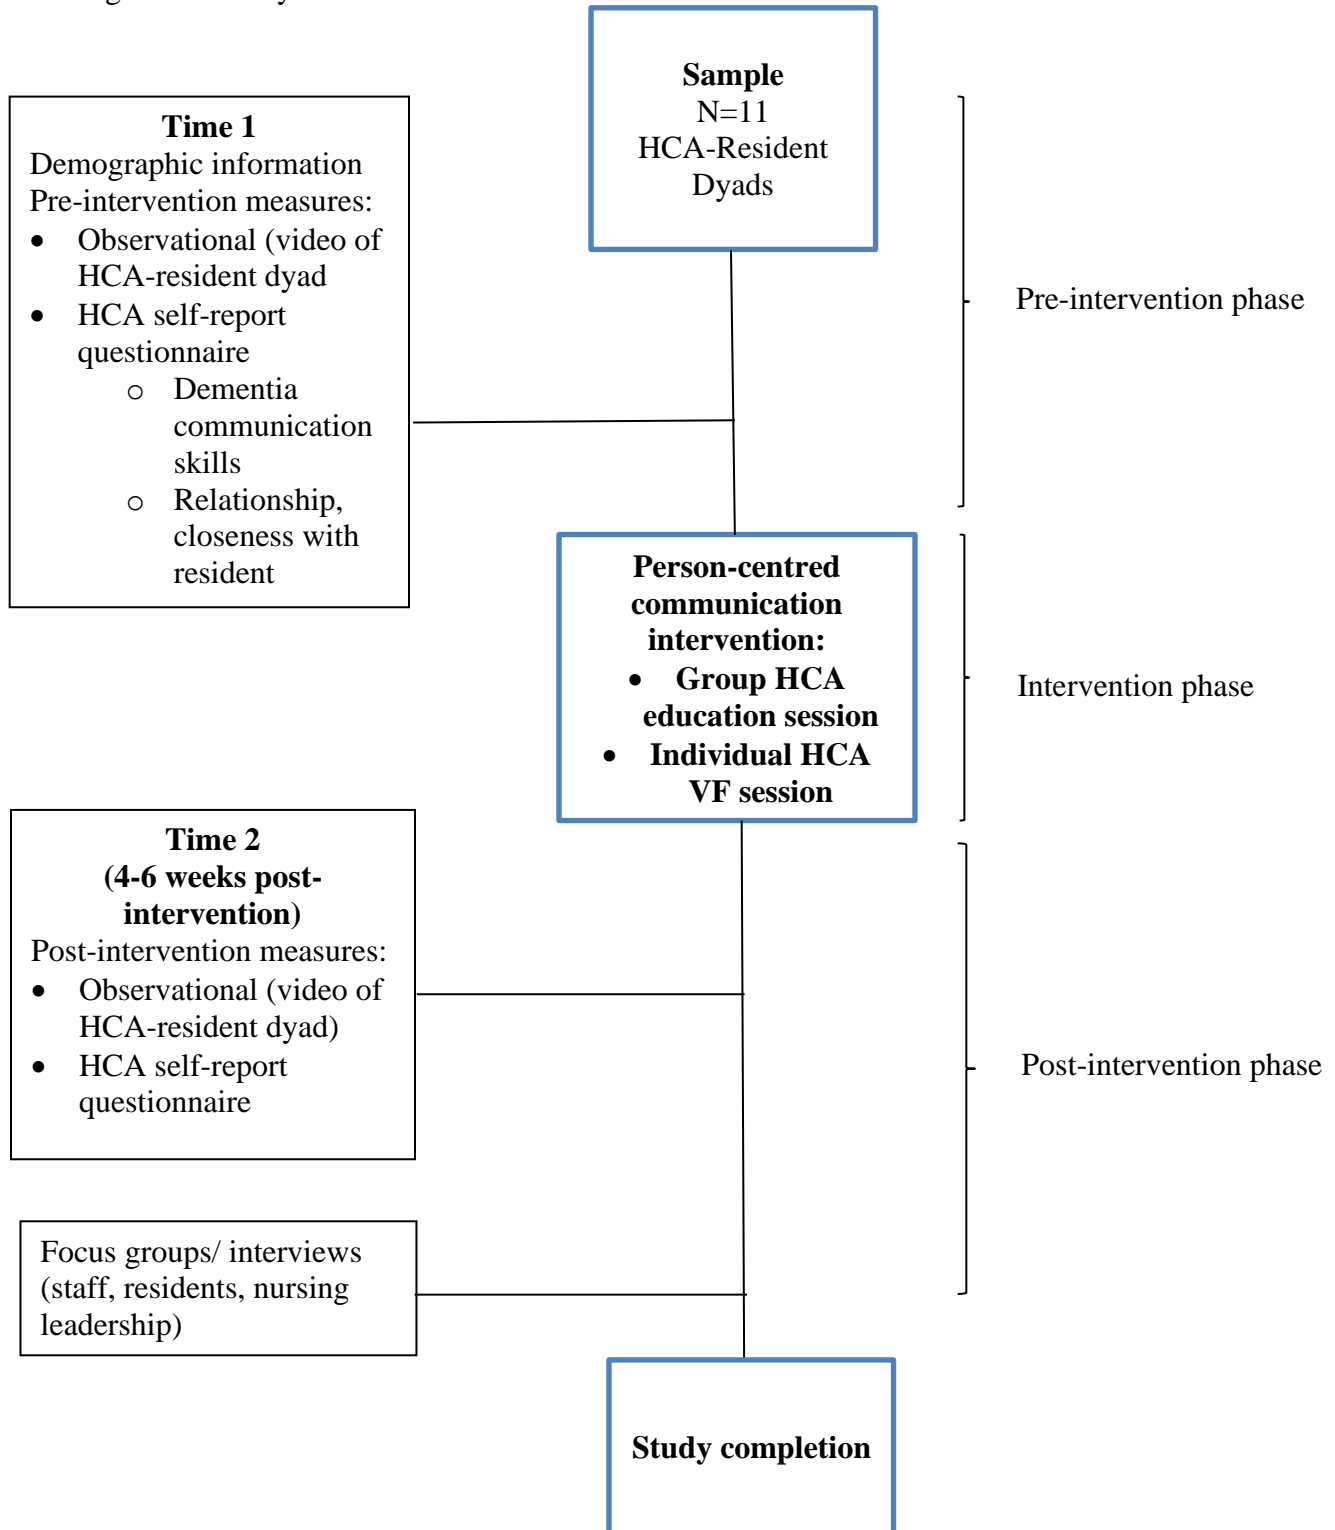 Sample
N=11
HCA-Resident
Dyads
Time 1
Demographic information
Pre-intervention measures:
• Observational (video of
HCA-resident dyad
• HCA self-report
questionnaire
o Dementia
communication
skills
o Relationship,
closeness with
resident
Pre-intervention phase
Person-centred
communication
intervention:
• Group HCA
education session
• Individual HCA
VF session
Intervention phase
Time 2
(4-6 weeks post-
intervention)
Post-intervention measures:
• Observational (video of
HCA-resident dyad)
• HCA self-report
questionnaire
Post-intervention phase
Focus groups/ interviews
(staff, residents, nursing
leadership)
Study completion